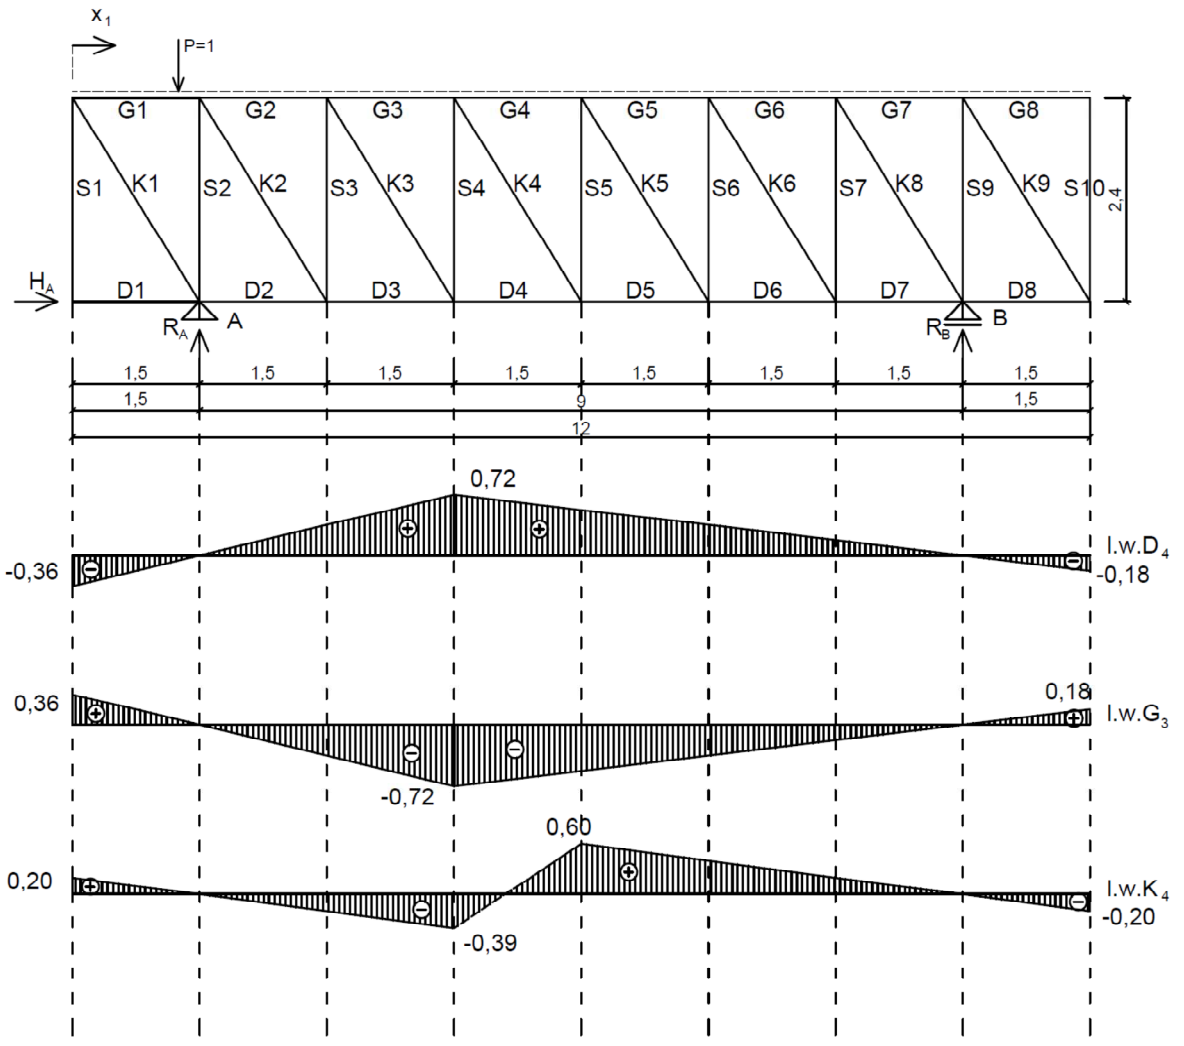 x1
P=1
G1 G2 G3 G4 G5 G6 G7 G8
S1 K1 S2 K2 S3 K3 S4 K4 S5 K5 S6 K6 S7 K8 S9 K9 S10
2,4
HA
D1 D2 D3 D4 D5 D6 D7 D8
RA A RB B
1,5 1,5 1,5 1,5 1,5 1,5 1,5 1,5
1,5 9 1,5
12
0,72
+ +
-0,36 - - l.w.D4
-0,18
0,36 + 0,18
- - + l.w.G3
-0,72
0,60
0,20 + + l.w.K4
- - -0,20
-0,39